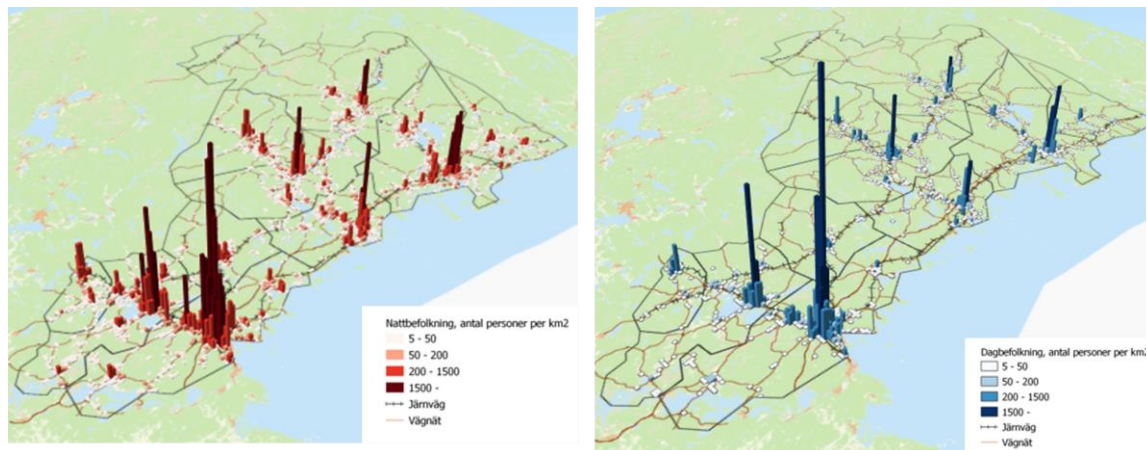 Nattbefolkning, antal personer per km2
5 - 50
50 - 200
200 - 1500
1500 -
Järnväg
Vägnät
Dagbefolkning, antal personer per km2
5 - 50
50 - 200
200 - 1500
1500 -
Järnväg
Vägnät